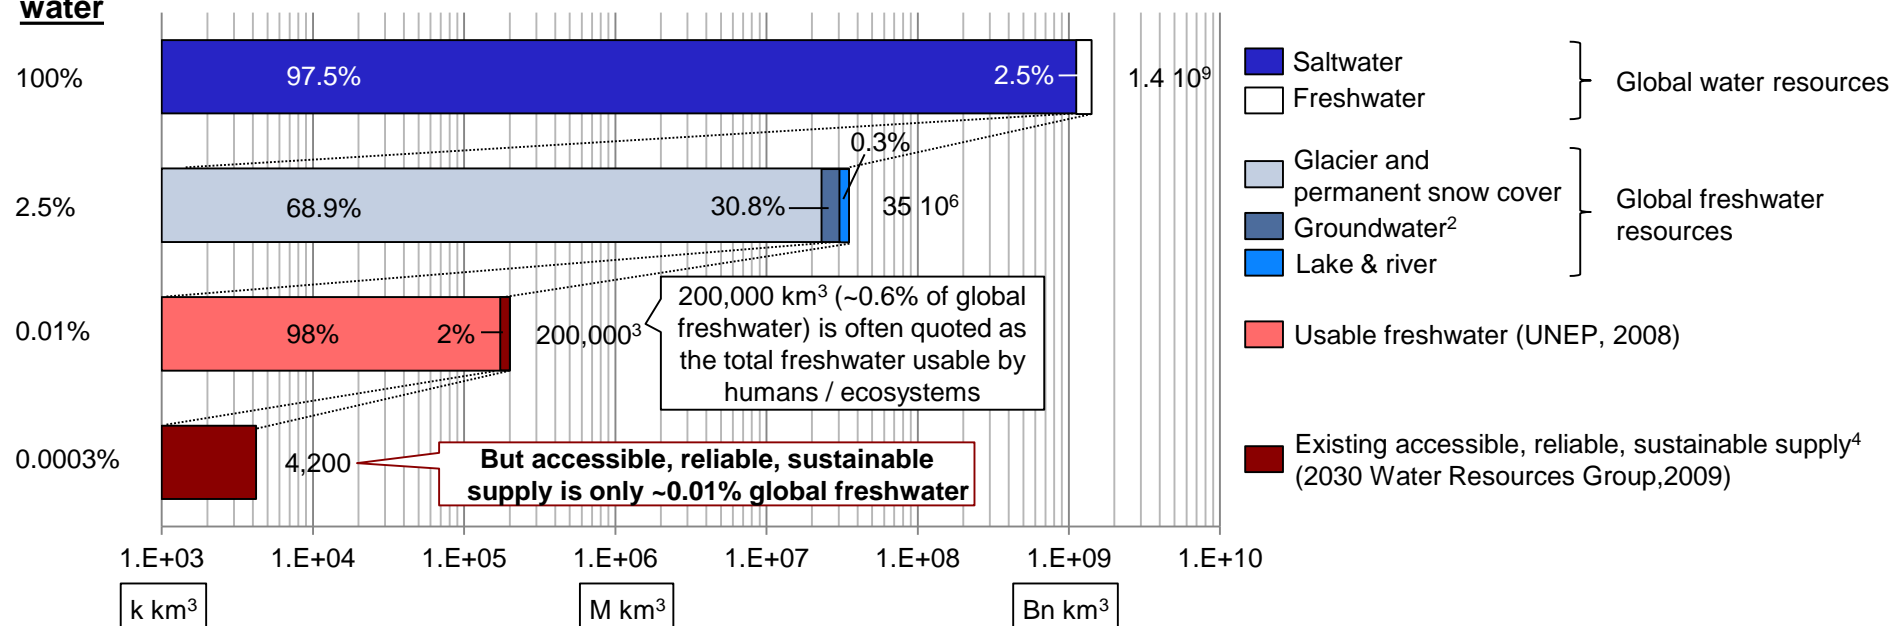 water
100%
97.5%
2.5%
1.4 10⁹
Saltwater
Freshwater
Global water resources
0.3%
2.5%
68.9%
30.8%
35 10⁶
Glacier and
permanent snow cover
Groundwater²
Lake & river
Global freshwater
resources
0.01%
98%
2%
200,000³
200,000 km³ (~0.6% of global
freshwater) is often quoted as
the total freshwater usable by
humans / ecosystems
Usable freshwater (UNEP, 2008)
0.0003%
4,200
But accessible, reliable, sustainable
supply is only ~0.01% global freshwater
Existing accessible, reliable, sustainable supply⁴
(2030 Water Resources Group,2009)
1.E+03 1.E+04 1.E+05 1.E+06 1.E+07 1.E+08 1.E+09 1.E+10
k km³
M km³
Bn km³